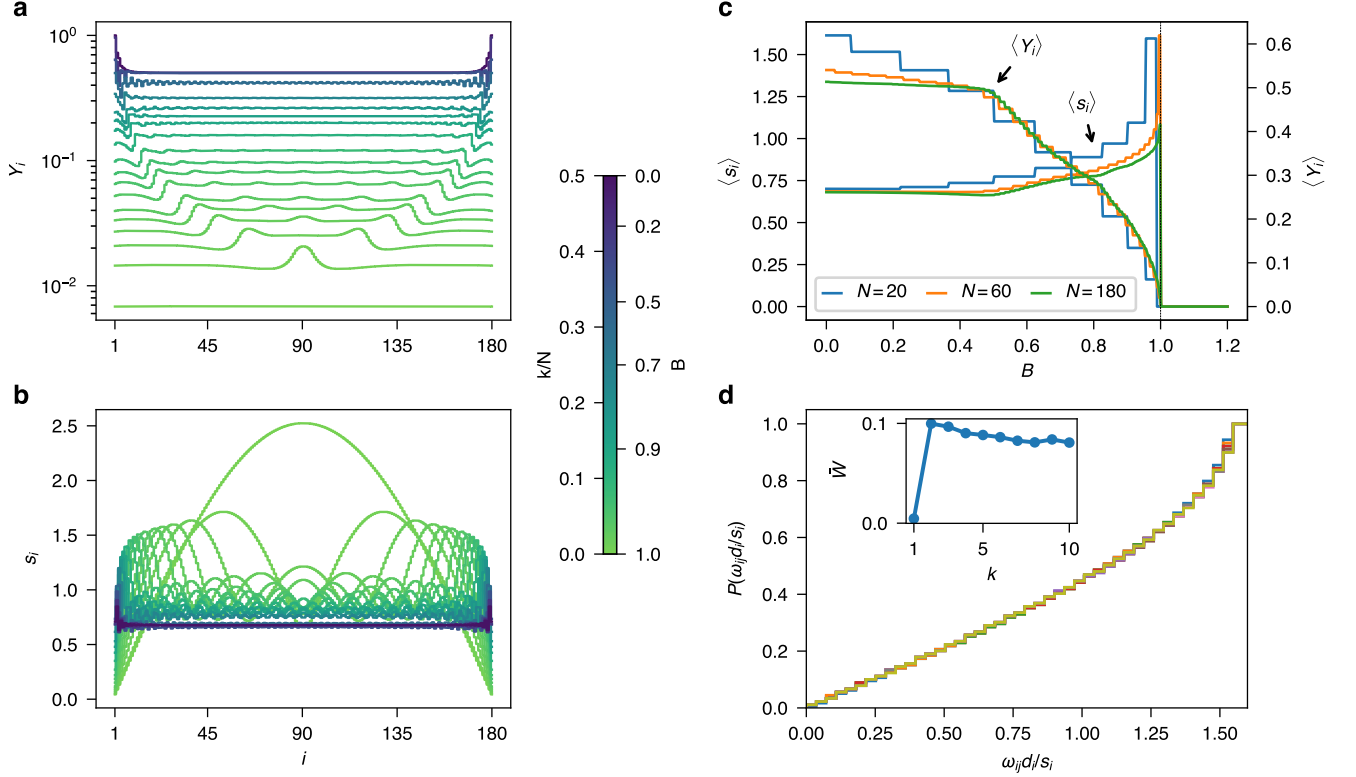 a
Y_i
10^0
10^{-1}
10^{-2}
1 45 90 135 180
b
s_i
2.5
2.0
1.5
1.0
0.5
0.0
1 45 90 135 180
i
k/N
0.5
0.4
0.3
0.2
0.1
0.0
B
0.0
0.2
0.5
0.7
0.9
1.0
c
⟨s_i⟩
1.50
1.25
1.00
0.75
0.50
0.25
0.00
⟨Y_i⟩
⟨s_i⟩
N = 20 N = 60 N = 180
0.0 0.2 0.4 0.6 0.8 1.0 1.2
B
0.6
0.5
0.4
0.3
0.2
0.1
0.0
⟨Y_i⟩
d
P(ω_{ij}d_i/s_i)
1.0
0.8
0.6
0.4
0.2
0.0
W̄
0.1
0.0
1 5 10
k
0.00 0.25 0.50 0.75 1.00 1.25 1.50
ω_{ij}d_i/s_i